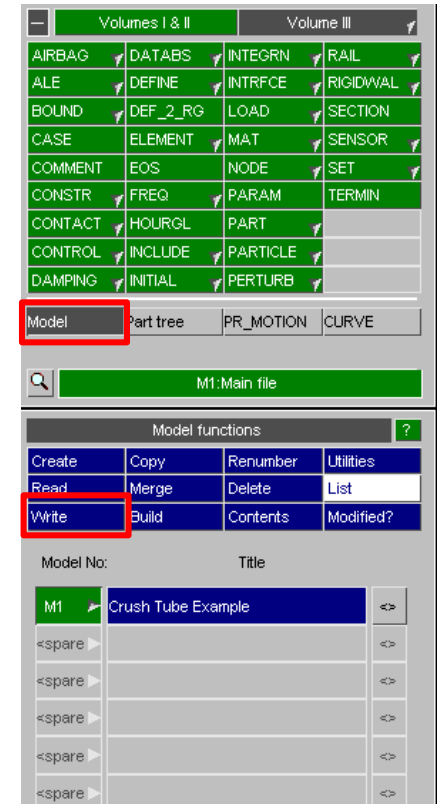 Volumes I & II Volume III
AIRBAG DATABS INTEGRN RAIL
ALE DEFINE INTRFCE RIGIDWAL
BOUND DEF_2_RG LOAD SECTION
CASE ELEMENT MAT SENSOR
COMMENT EOS NODE SET
CONSTR FREQ PARAM TERMIN
CONTACT HOURGL PART
CONTROL INCLUDE PARTICLE
DAMPING INITIAL PERTURB
Model Part tree PR_MOTION CURVE
M1:Main file
Model functions ?
Create Copy Renumber Utilities
Read Merge Delete List
Write Build Contents Modified?
Model No: Title
M1 Crush Tube Example <>
<spare <>
<spare <>
<spare <>
<spare <>
<spare <>